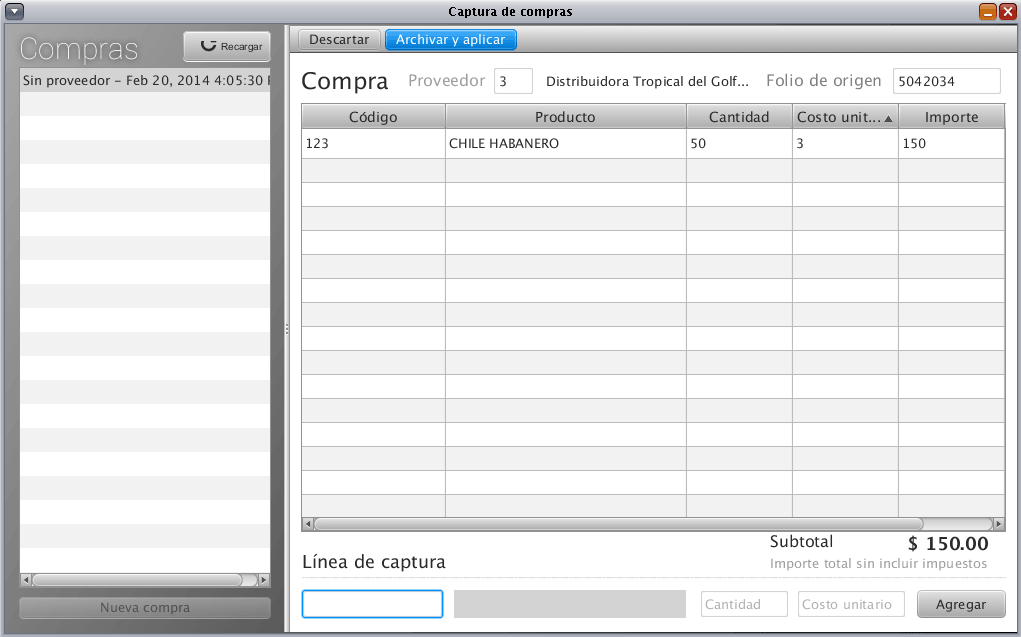 Captura de compras
Compras
Recargar
Sin proveedor – Feb 20, 2014 4:05:30
Nueva compra
Descartar
Archivar y aplicar
Compra Proveedor 3 Distribuidora Tropical del Golf... Folio de origen 5042034
Código Producto Cantidad Costo unit... Importe
123 CHILE HABANERO 50 3 150
Subtotal $ 150.00
Importe total sin incluir impuestos
Línea de captura
Cantidad Costo unitario Agregar